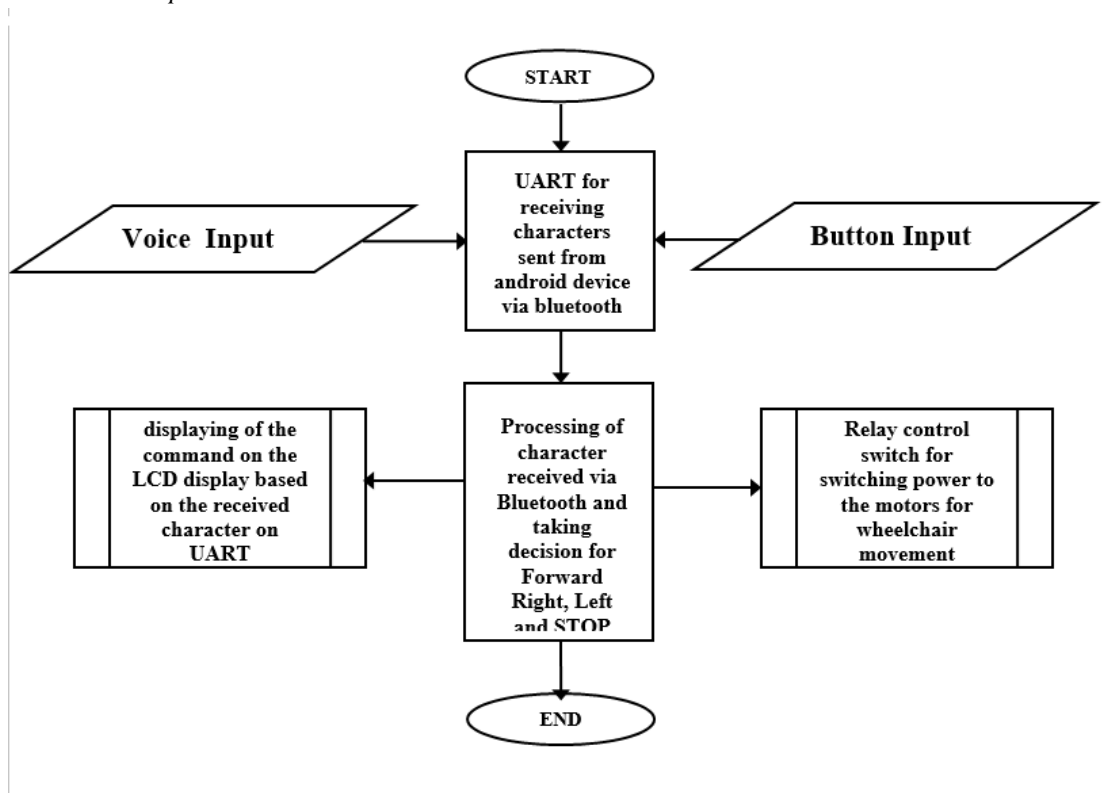 START
UART for
receiving
characters
sent from
android device
via bluetooth
Voice Input
Button Input
displaying of the
command on the
LCD display based
on the received
character on
UART
Processing of
character
received via
Bluetooth and
taking
decision for
Forward
Right, Left
and STOP
Relay control
switch for
switching power to
the motors for
wheelchair
movement
END